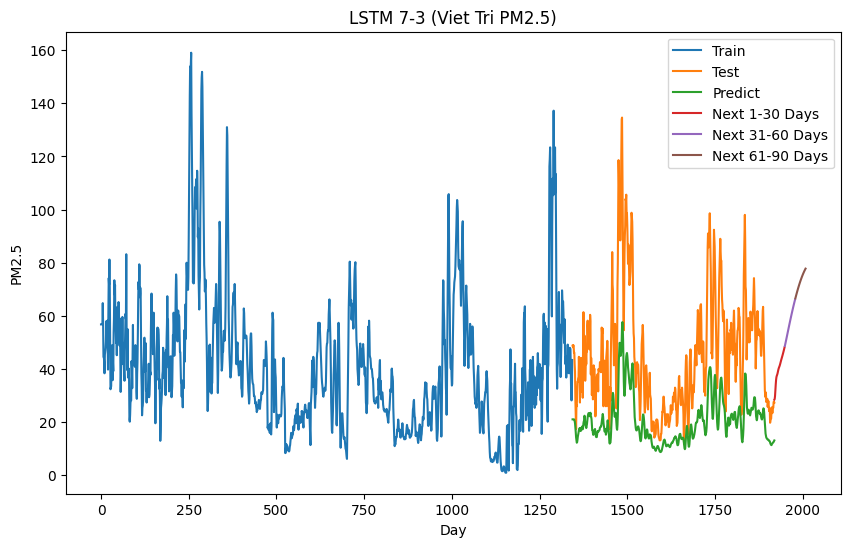 LSTM 7-3 (Viet Tri PM2.5)
Train
Test
Predict
Next 1-30 Days
Next 31-60 Days
Next 61-90 Days
PM2.5
160
140
120
100
80
60
40
20
0
0
250
500
750
1000
1250
1500
1750
2000
Day